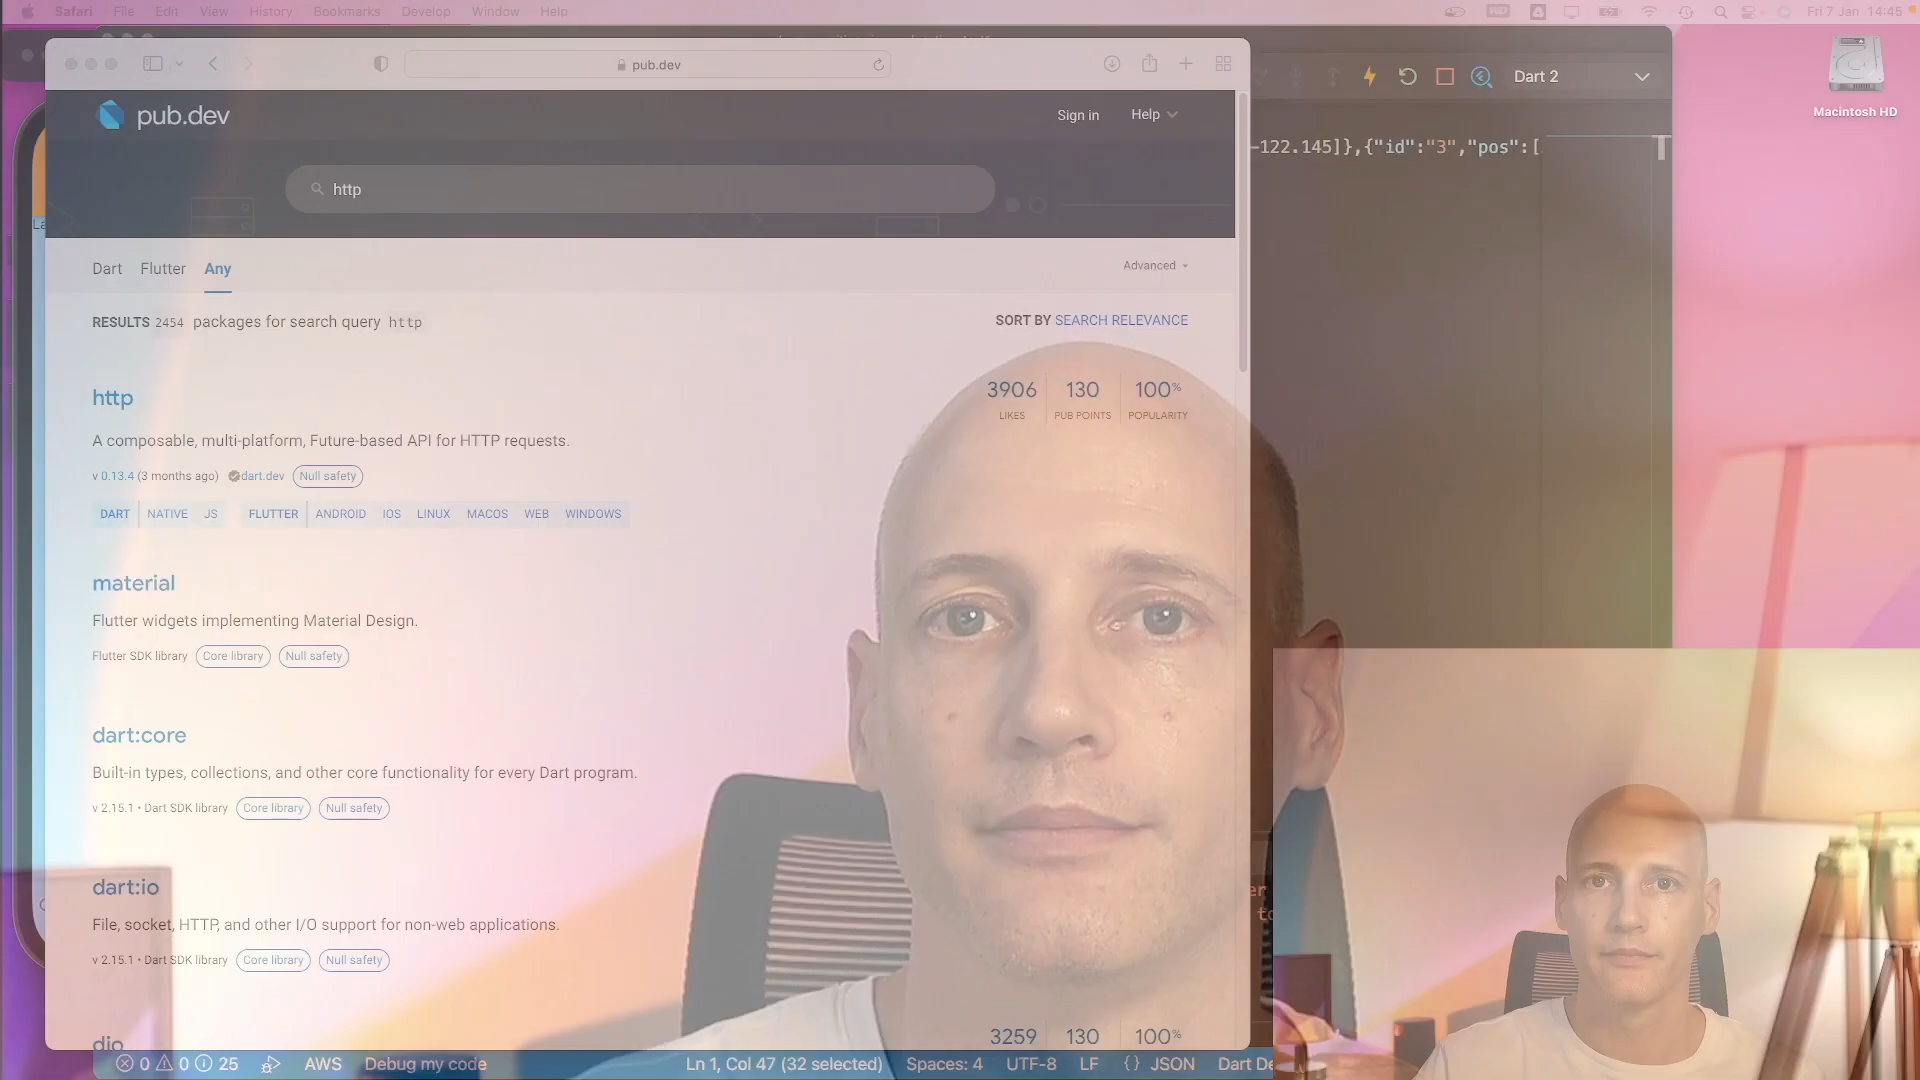 Safari File Edit View History Bookmarks Develop Window Help Fri 7 Jan 14:45
pub.dev
Dart 2
Macintosh HD
pub.dev Sign in Help
-122.145]},{"id":"3","pos":[
http
La
Dart Flutter Any Advanced
RESULTS 2454 packages for search query http SORT BY SEARCH RELEVANCE
http 3906 130 100%
LIKES PUB POINTS POPULARITY
A composable, multi-platform, Future-based API for HTTP requests.
v 0.13.4 (3 months ago) dart.dev Null safety
DART NATIVE JS FLUTTER ANDROID IOS LINUX MACOS WEB WINDOWS
material
Flutter widgets implementing Material Design.
Flutter SDK library Core library Null safety
dart:core
Built-in types, collections, and other core functionality for every Dart program.
v 2.15.1 • Dart SDK library Core library Null safety
dart:io
er
File, socket, HTTP, and other I/O support for non-web applications.
to
v 2.15.1 • Dart SDK library Core library Null safety
dio 3259 130 100%
0 0 25 AWS Debug my code Ln 1, Col 47 (32 selected) Spaces: 4 UTF-8 LF {} JSON Dart De